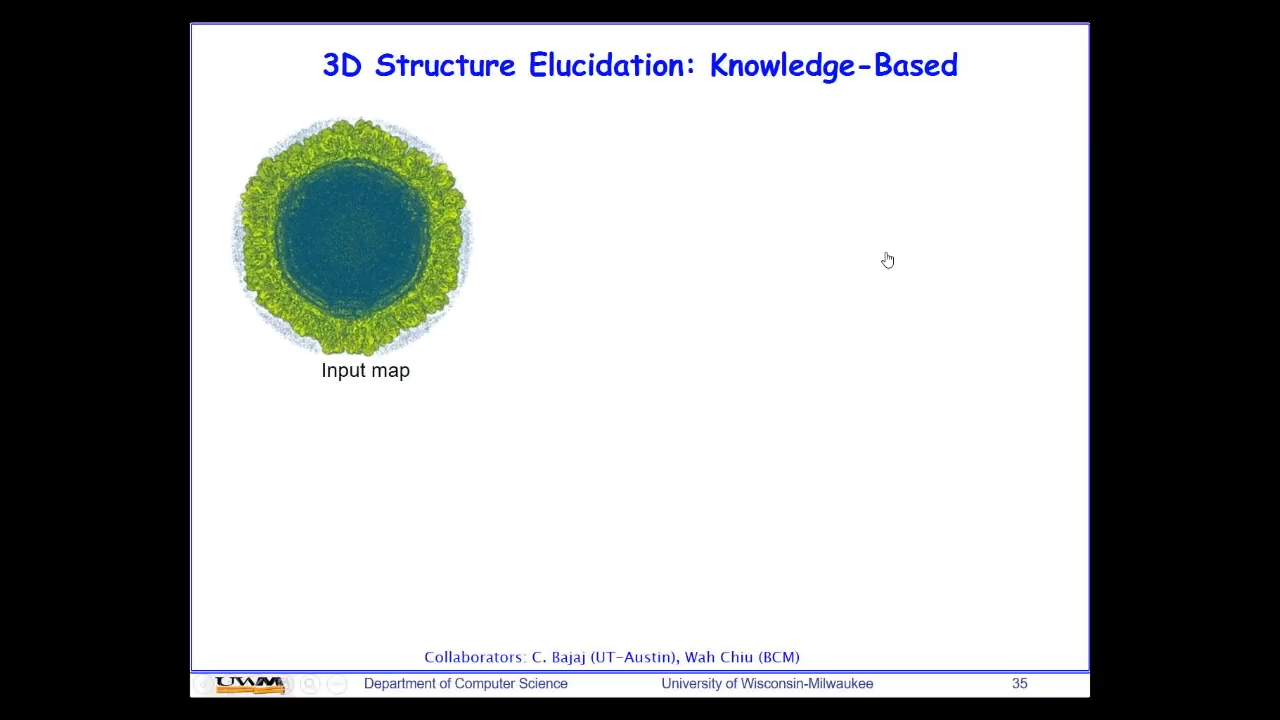 3D Structure Elucidation: Knowledge-Based
Input map
Collaborators: C. Bajaj (UT-Austin), Wah Chiu (BCM)
UWM
Department of Computer Science
University of Wisconsin-Milwaukee
35